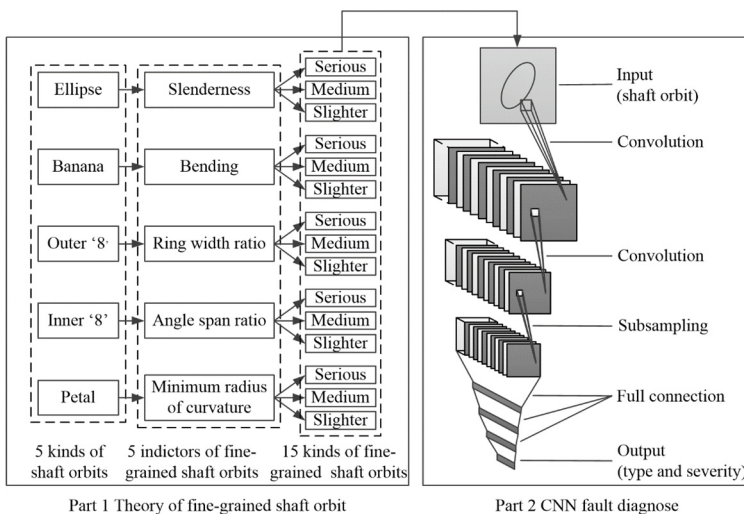 Ellipse
Banana
Outer ‘8’
Inner ‘8’
Petal
5 kinds of
shaft orbits
Slenderness
Bending
Ring width ratio
Angle span ratio
Minimum radius
of curvature
5 indictors of fine-
grained shaft orbits
Serious
Medium
Slighter
Serious
Medium
Slighter
Serious
Medium
Slighter
Serious
Medium
Slighter
Serious
Medium
Slighter
15 kinds of fine-
grained shaft orbits
Part 1 Theory of fine-grained shaft orbit
Input
(shaft orbit)
Convolution
Convolution
Subsampling
Full connection
Output
(type and severity)
Part 2 CNN fault diagnose